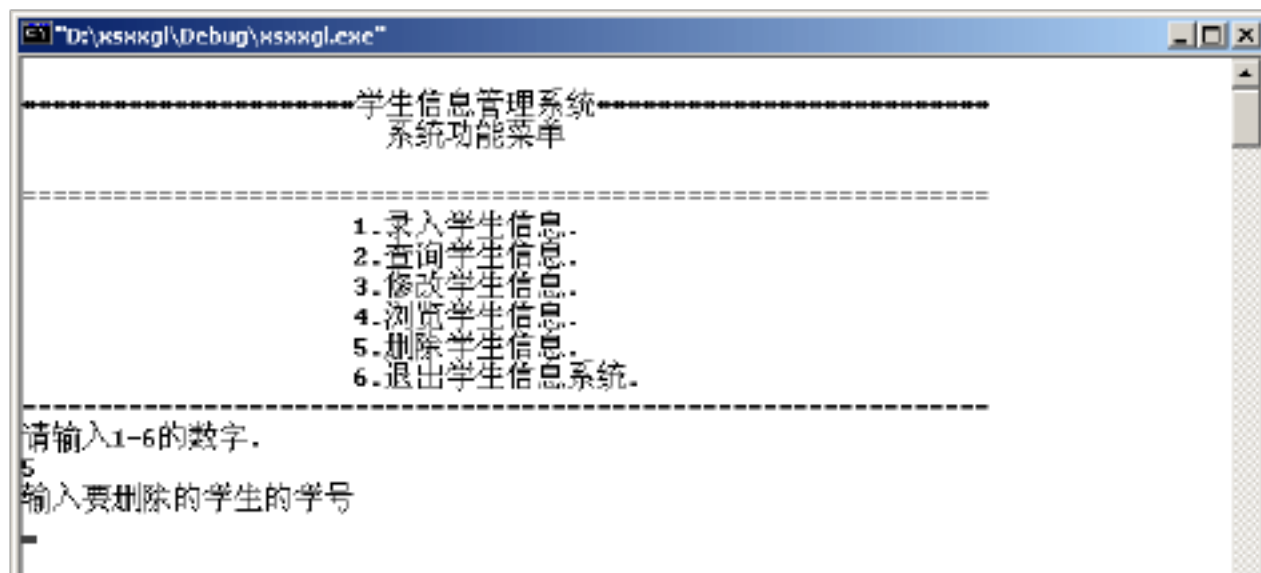 "D:\xsxxgl\Debug\xsxxgl.exe"
学生信息管理系统
系统功能菜单
==================================================================
1.录入学生信息.
2.查询学生信息.
3.修改学生信息.
4.浏览学生信息.
5.删除学生信息.
6.退出学生信息系统.
------------------------------------------------------------------
请输入1-6的数字.
5
输入要删除的学生的学号